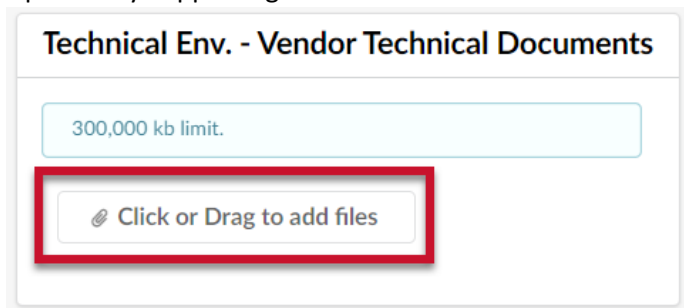 Technical Env. - Vendor Technical Documents
300,000 kb limit.
Click or Drag to add files